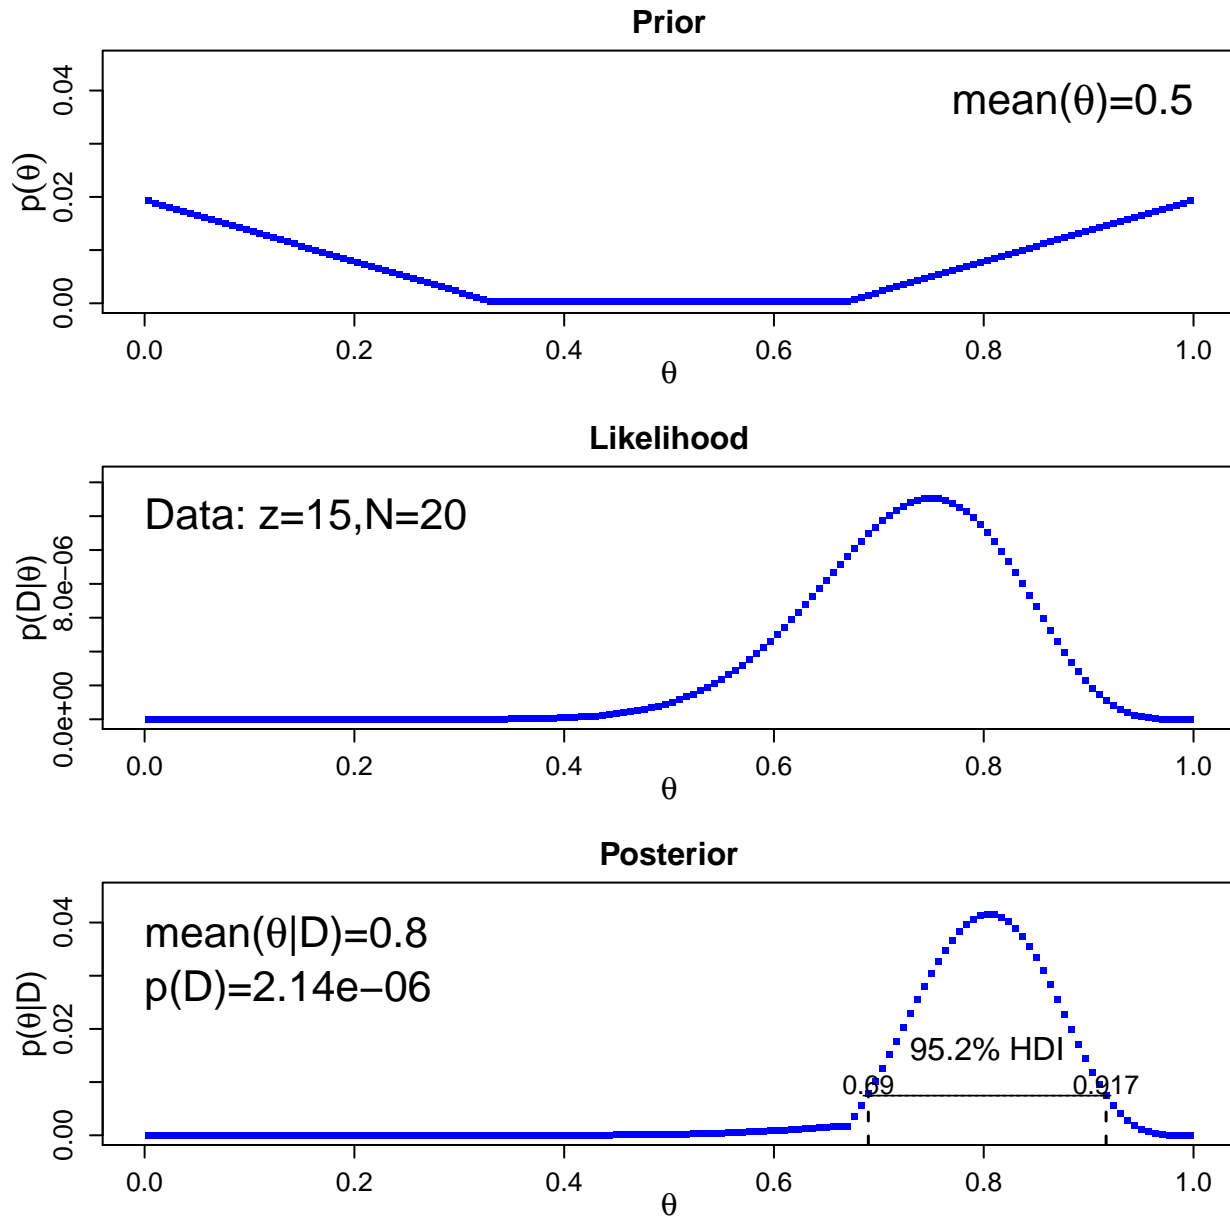 Prior
mean(θ)=0.5
p(θ)
0.00 0.02 0.04
0.0 0.2 0.4 0.6 0.8 1.0
θ
Likelihood
Data: z=15,N=20
p(D|θ)
0.0e+00 8.0e−06
0.0 0.2 0.4 0.6 0.8 1.0
θ
Posterior
mean(θ|D)=0.8
p(D)=2.14e−06
95.2% HDI
0.69 0.917
p(θ|D)
0.00 0.02 0.04
0.0 0.2 0.4 0.6 0.8 1.0
θ